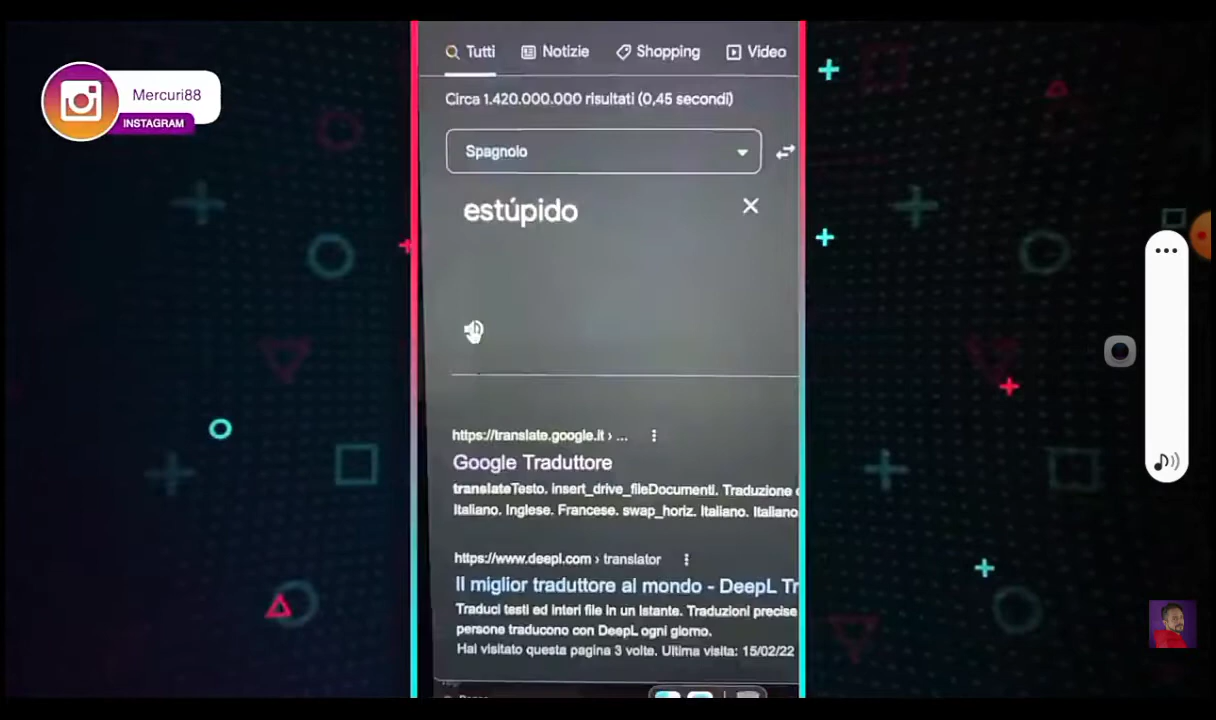 Mercuri88
INSTAGRAM
Tutti Notizie Shopping Video
Circa 1.420.000.000 risultati (0,45 secondi)
Spagnolo
estúpido
https://translate.google.it › ...
Google Traduttore
translateTesto. insert_drive_fileDocumenti. Traduzione
Italiano. Inglese. Francese. swap_horiz. Italiano. Italiano
https://www.deepl.com › translator
Il miglior traduttore al mondo - DeepL Tr
Traduci testi ed interi file in un istante. Traduzioni precise
persone traducono con DeepL ogni giorno.
Hai visitato questa pagina 3 volte. Ultima visita: 15/02/22